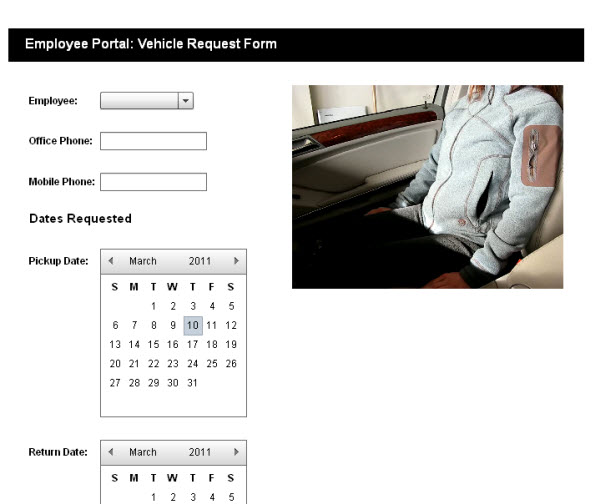 Employee Portal: Vehicle Request Form
Employee:
Office Phone:
Mobile Phone:
Dates Requested
Pickup Date:
March 2011
S M T W T F S
1 2 3 4 5
6 7 8 9 10 11 12
13 14 15 16 17 18 19
20 21 22 23 24 25 26
27 28 29 30 31
Return Date:
March 2011
S M T W T F S
1 2 3 4 5